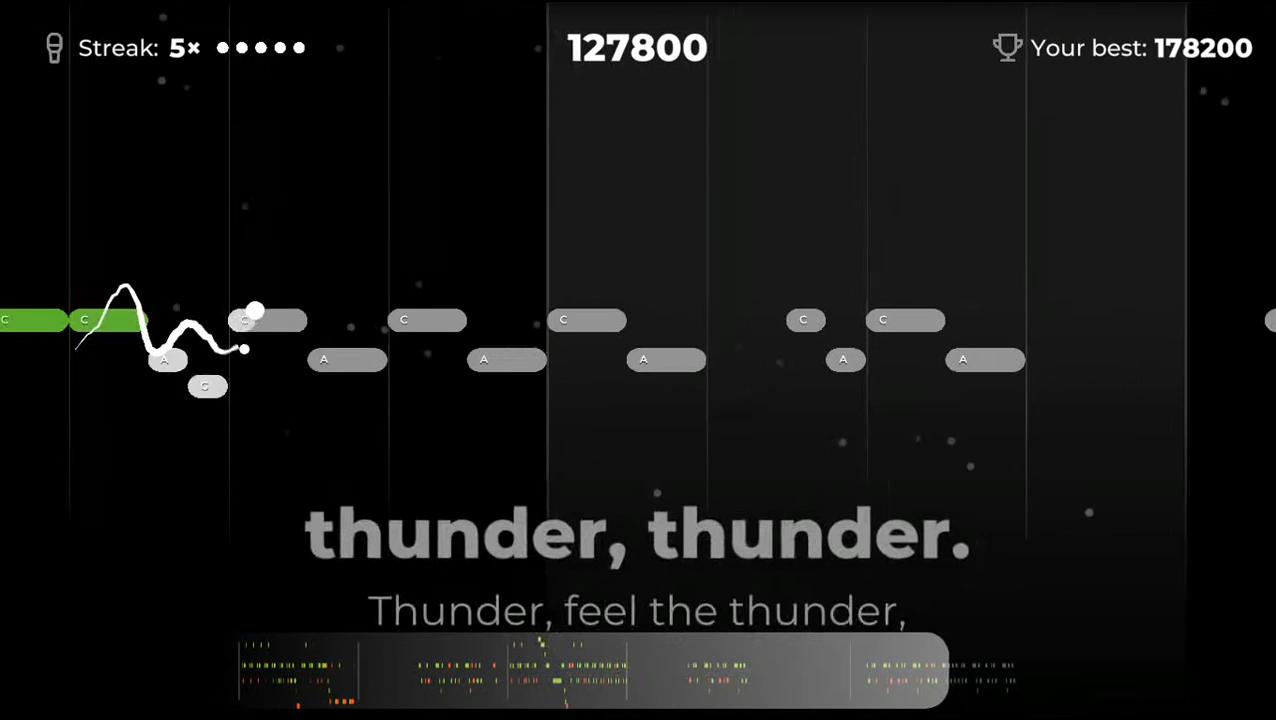 Streak: 5× 127800 Your best: 178200
C C C C C C C
A A A A A A
C
thunder, thunder.
Thunder, feel the thunder,